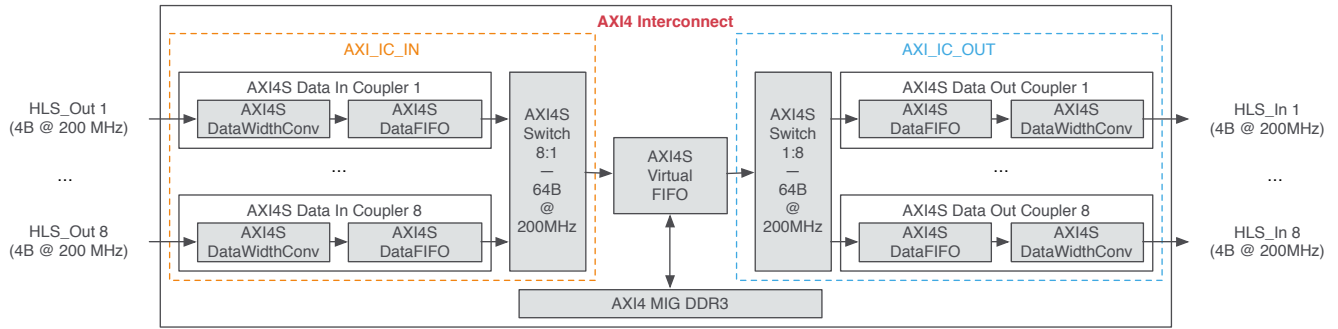 AXI4 Interconnect
AXI_IC_IN
AXI_IC_OUT
HLS_Out 1
(4B @ 200 MHz)
...
HLS_Out 8
(4B @ 200 MHz)
AXI4S Data In Coupler 1
AXI4S
DataWidthConv
AXI4S
DataFIFO
...
AXI4S Data In Coupler 8
AXI4S
DataWidthConv
AXI4S
DataFIFO
AXI4S
Switch
8:1
—
64B
@
200MHz
AXI4S
Virtual
FIFO
AXI4 MIG DDR3
AXI4S
Switch
1:8
—
64B
@
200MHz
AXI4S Data Out Coupler 1
AXI4S
DataFIFO
AXI4S
DataWidthConv
...
AXI4S Data Out Coupler 8
AXI4S
DataFIFO
AXI4S
DataWidthConv
HLS_In 1
(4B @ 200MHz)
...
HLS_In 8
(4B @ 200MHz)